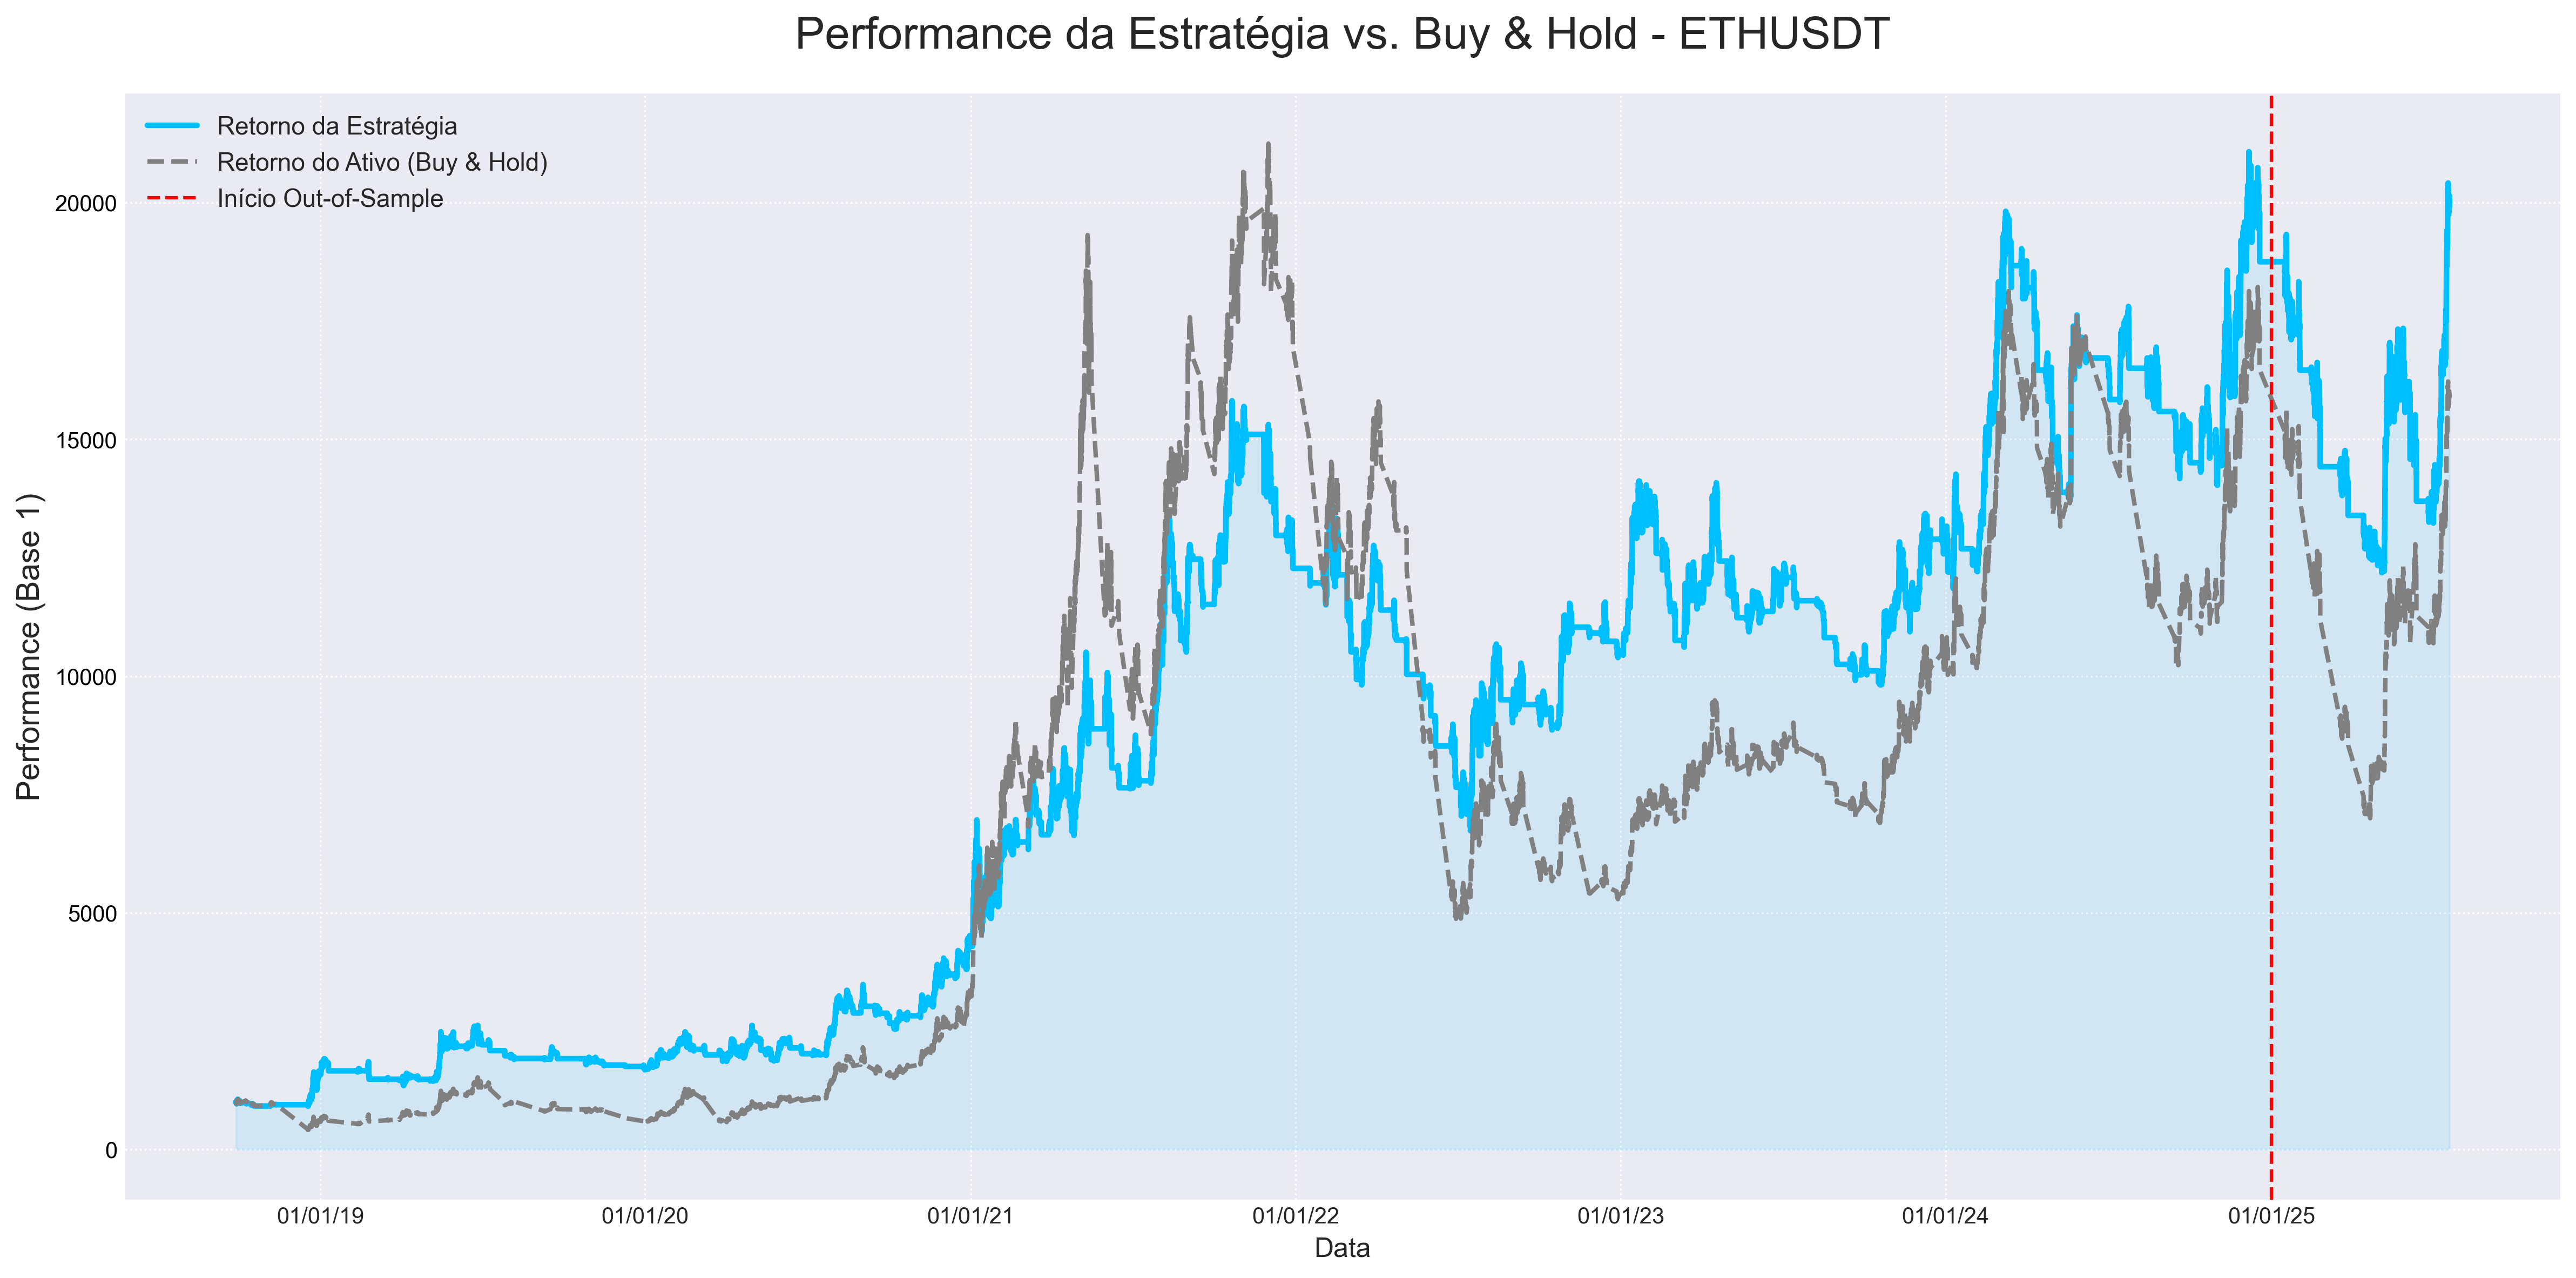 Performance da Estratégia vs. Buy & Hold - ETHUSDT
Retorno da Estratégia
Retorno do Ativo (Buy & Hold)
Início Out-of-Sample
Performance (Base 1)
20000
15000
10000
5000
0
01/01/19
01/01/20
01/01/21
01/01/22
01/01/23
01/01/24
01/01/25
Data